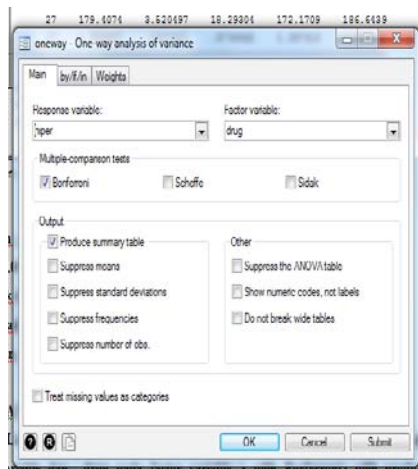 27 179.4074 3.520497 18.29304 172.1709 186.6439
oneway - One-way analysis of variance
Main by/if/in Weights
Response variable: Factor variable:
hiper drug
Multiple-comparison tests
Bonferroni Scheffe Sidak
Output
Produce summary table Other
Suppress means Suppress the ANOVA table
Suppress standard deviations Show numeric codes, not labels
Suppress frequencies Do not break wide tables
Suppress number of obs.
Treat missing values as categories
OK Cancel Submit